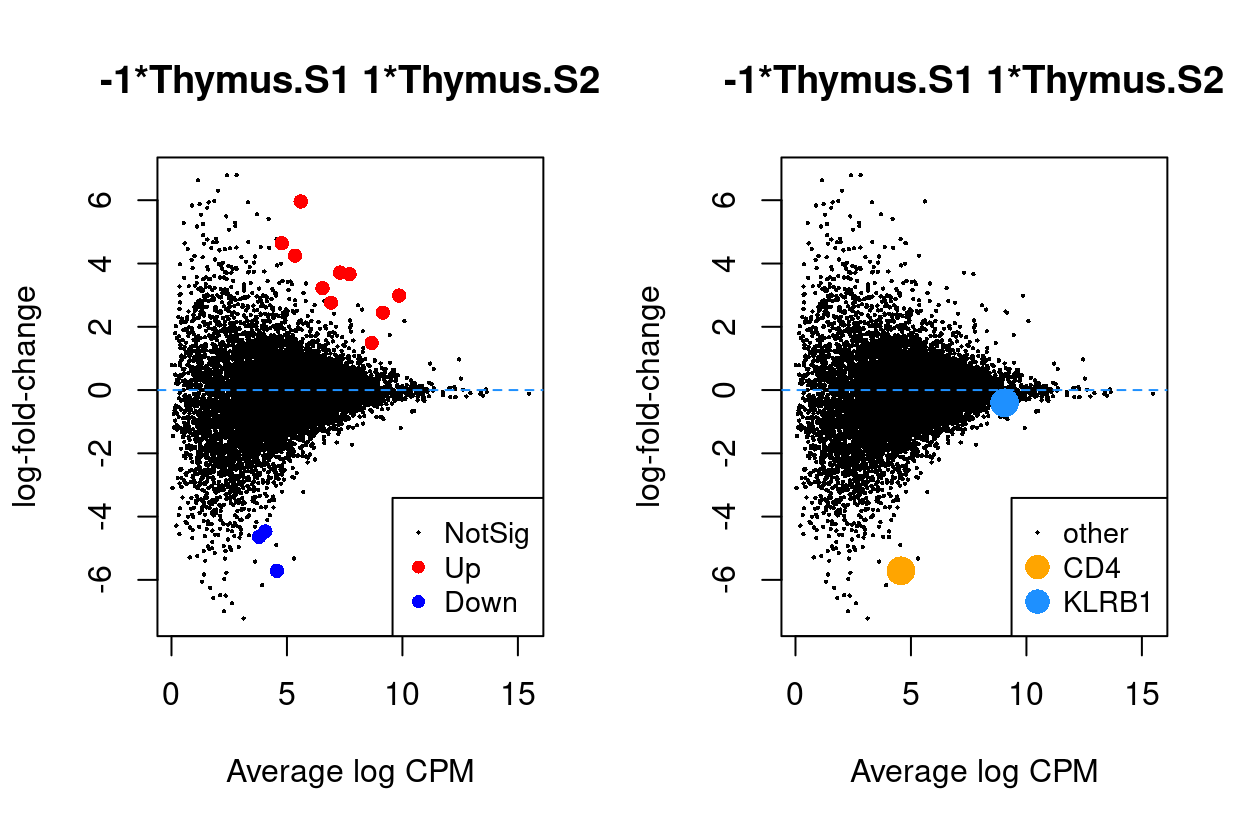 -1*Thymus.S1 1*Thymus.S2
log-fold-change
6
4
2
0
-2
-4
-6
NotSig
Up
Down
0 5 10 15
Average log CPM
-1*Thymus.S1 1*Thymus.S2
log-fold-change
6
4
2
0
-2
-4
-6
other
CD4
KLRB1
0 5 10 15
Average log CPM